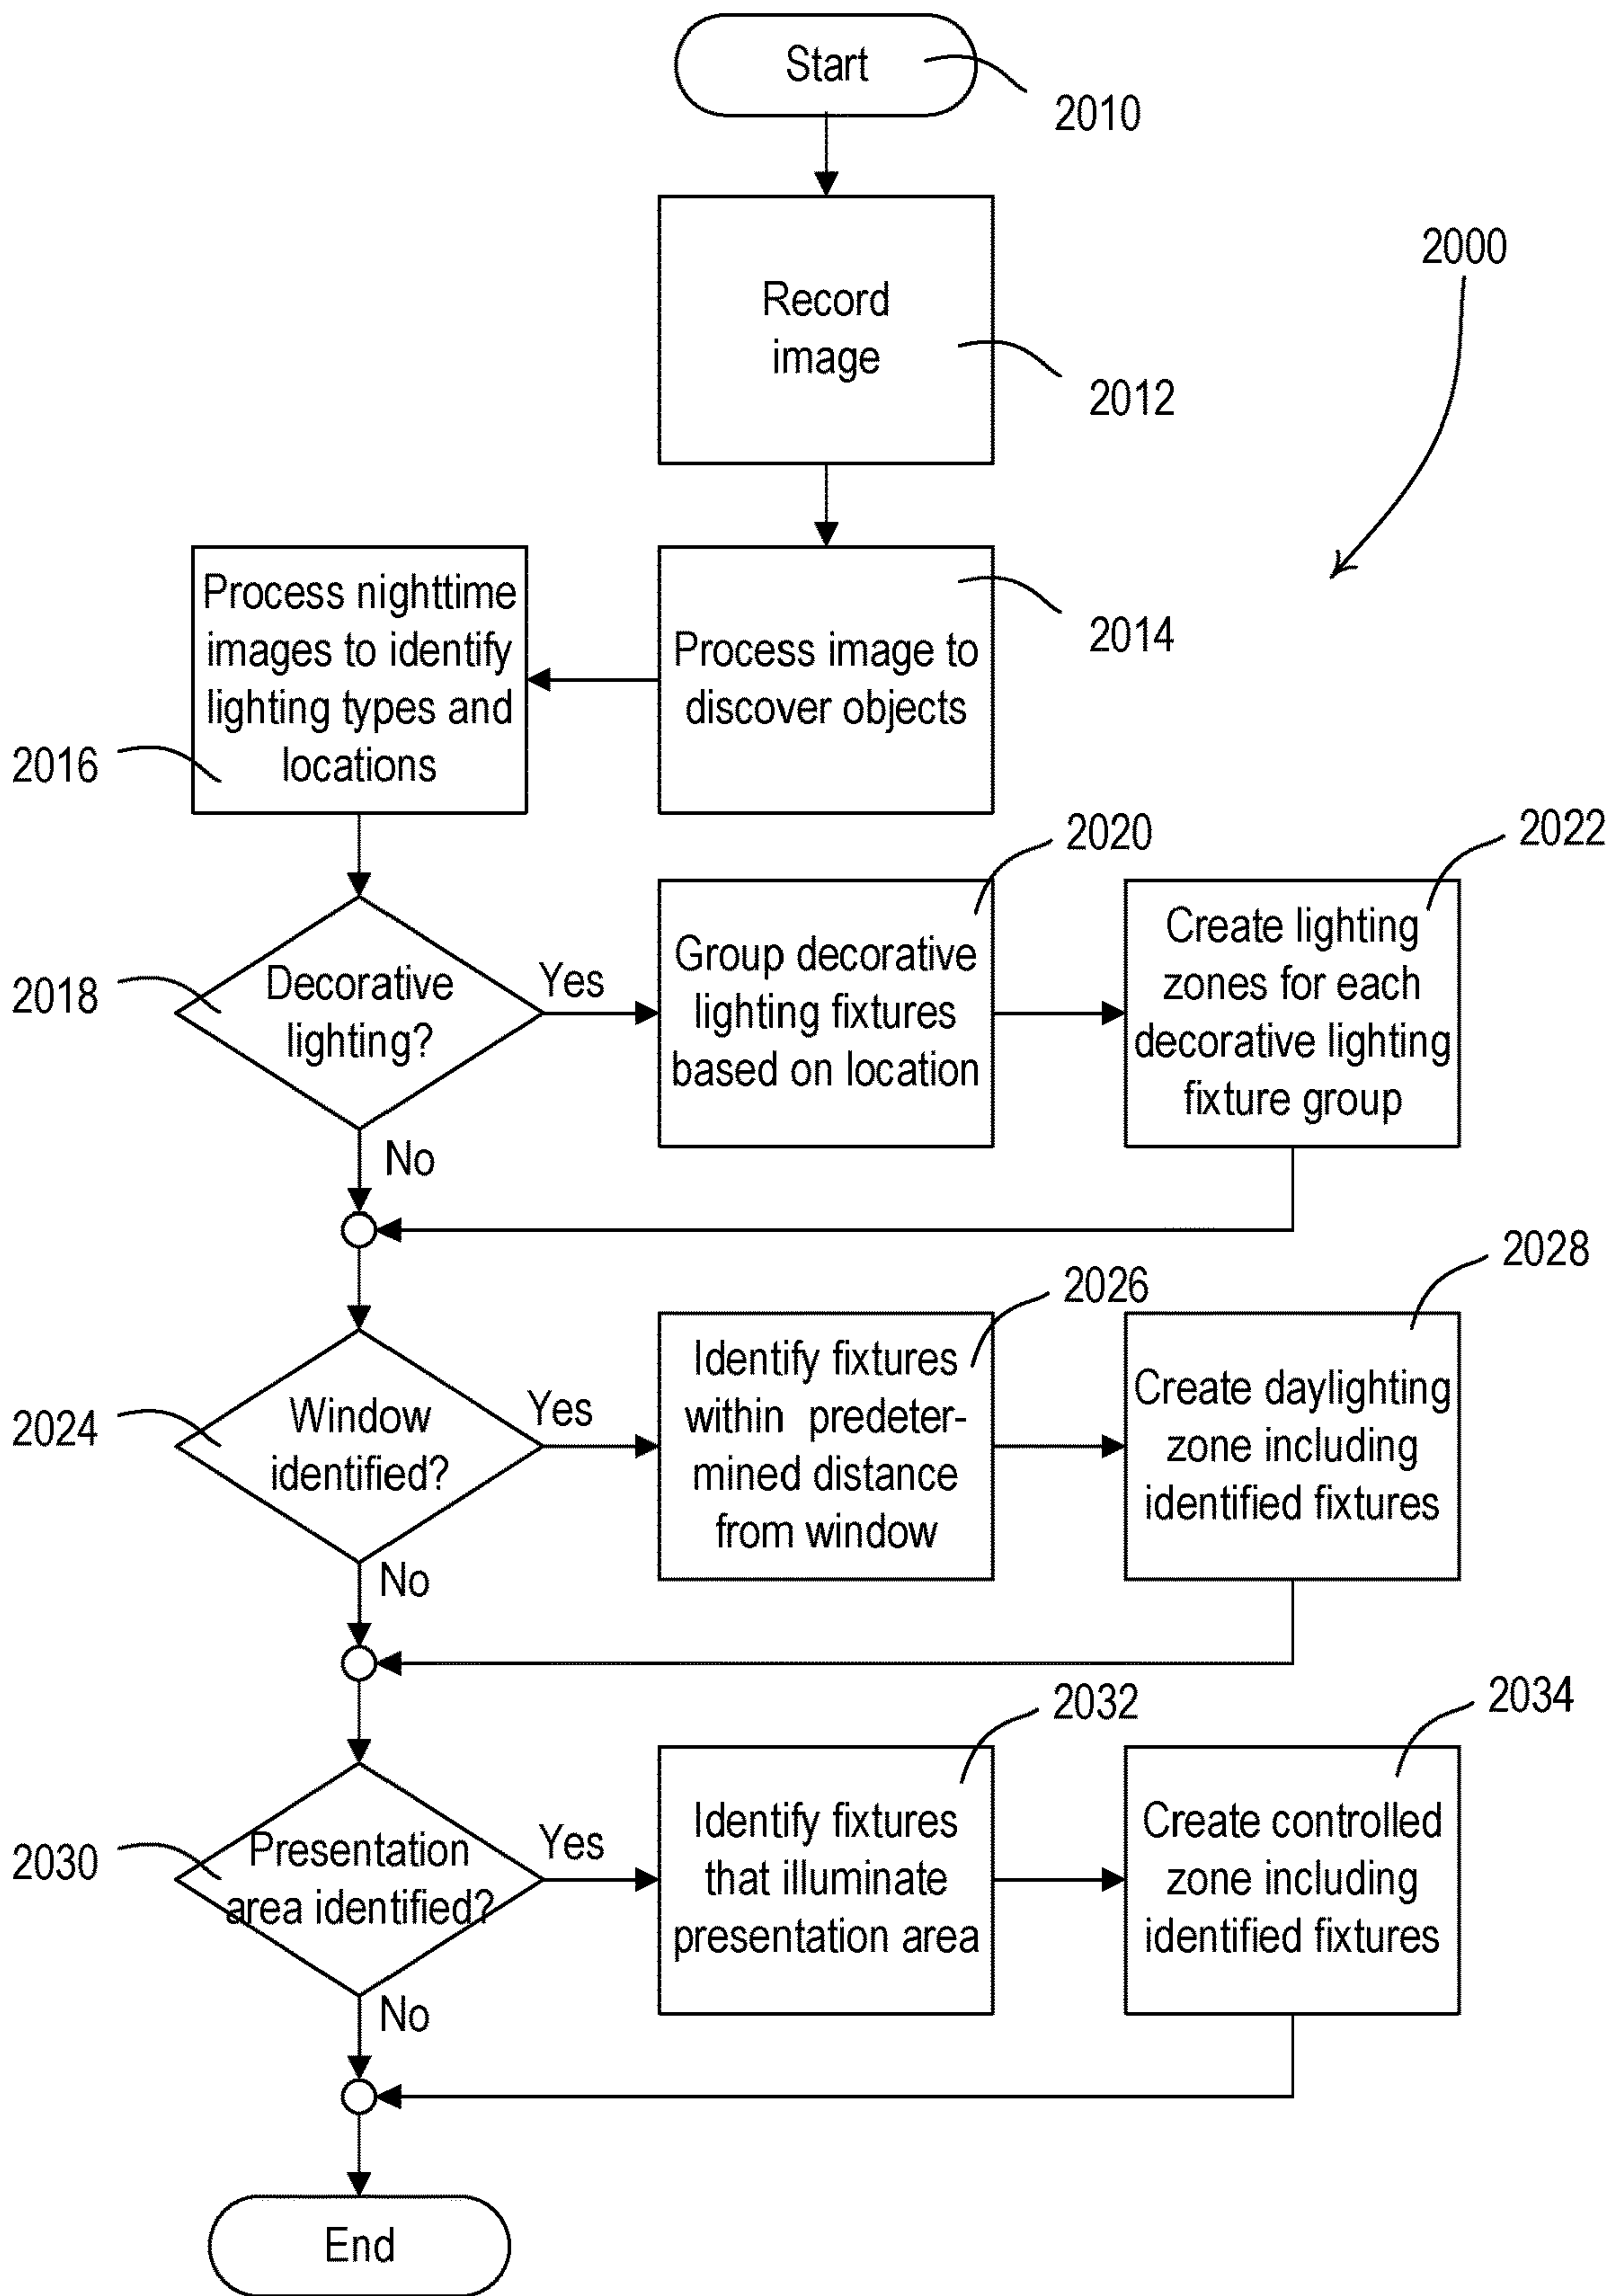 Start
2010
2000
Record
image
2012
Process nighttime
images to identify
lighting types and
locations
2016
Process image to
discover objects
2014
Decorative
lighting?
2018
Yes
No
Group decorative
lighting fixtures
based on location
2020
Create lighting
zones for each
decorative lighting
fixture group
2022
Window
identified?
2024
Yes
No
Identify fixtures
within predeter-
mined distance
from window
2026
Create daylighting
zone including
identified fixtures
2028
Presentation
area identified?
2030
Yes
No
Identify fixtures
that illuminate
presentation area
2032
Create controlled
zone including
identified fixtures
2034
End